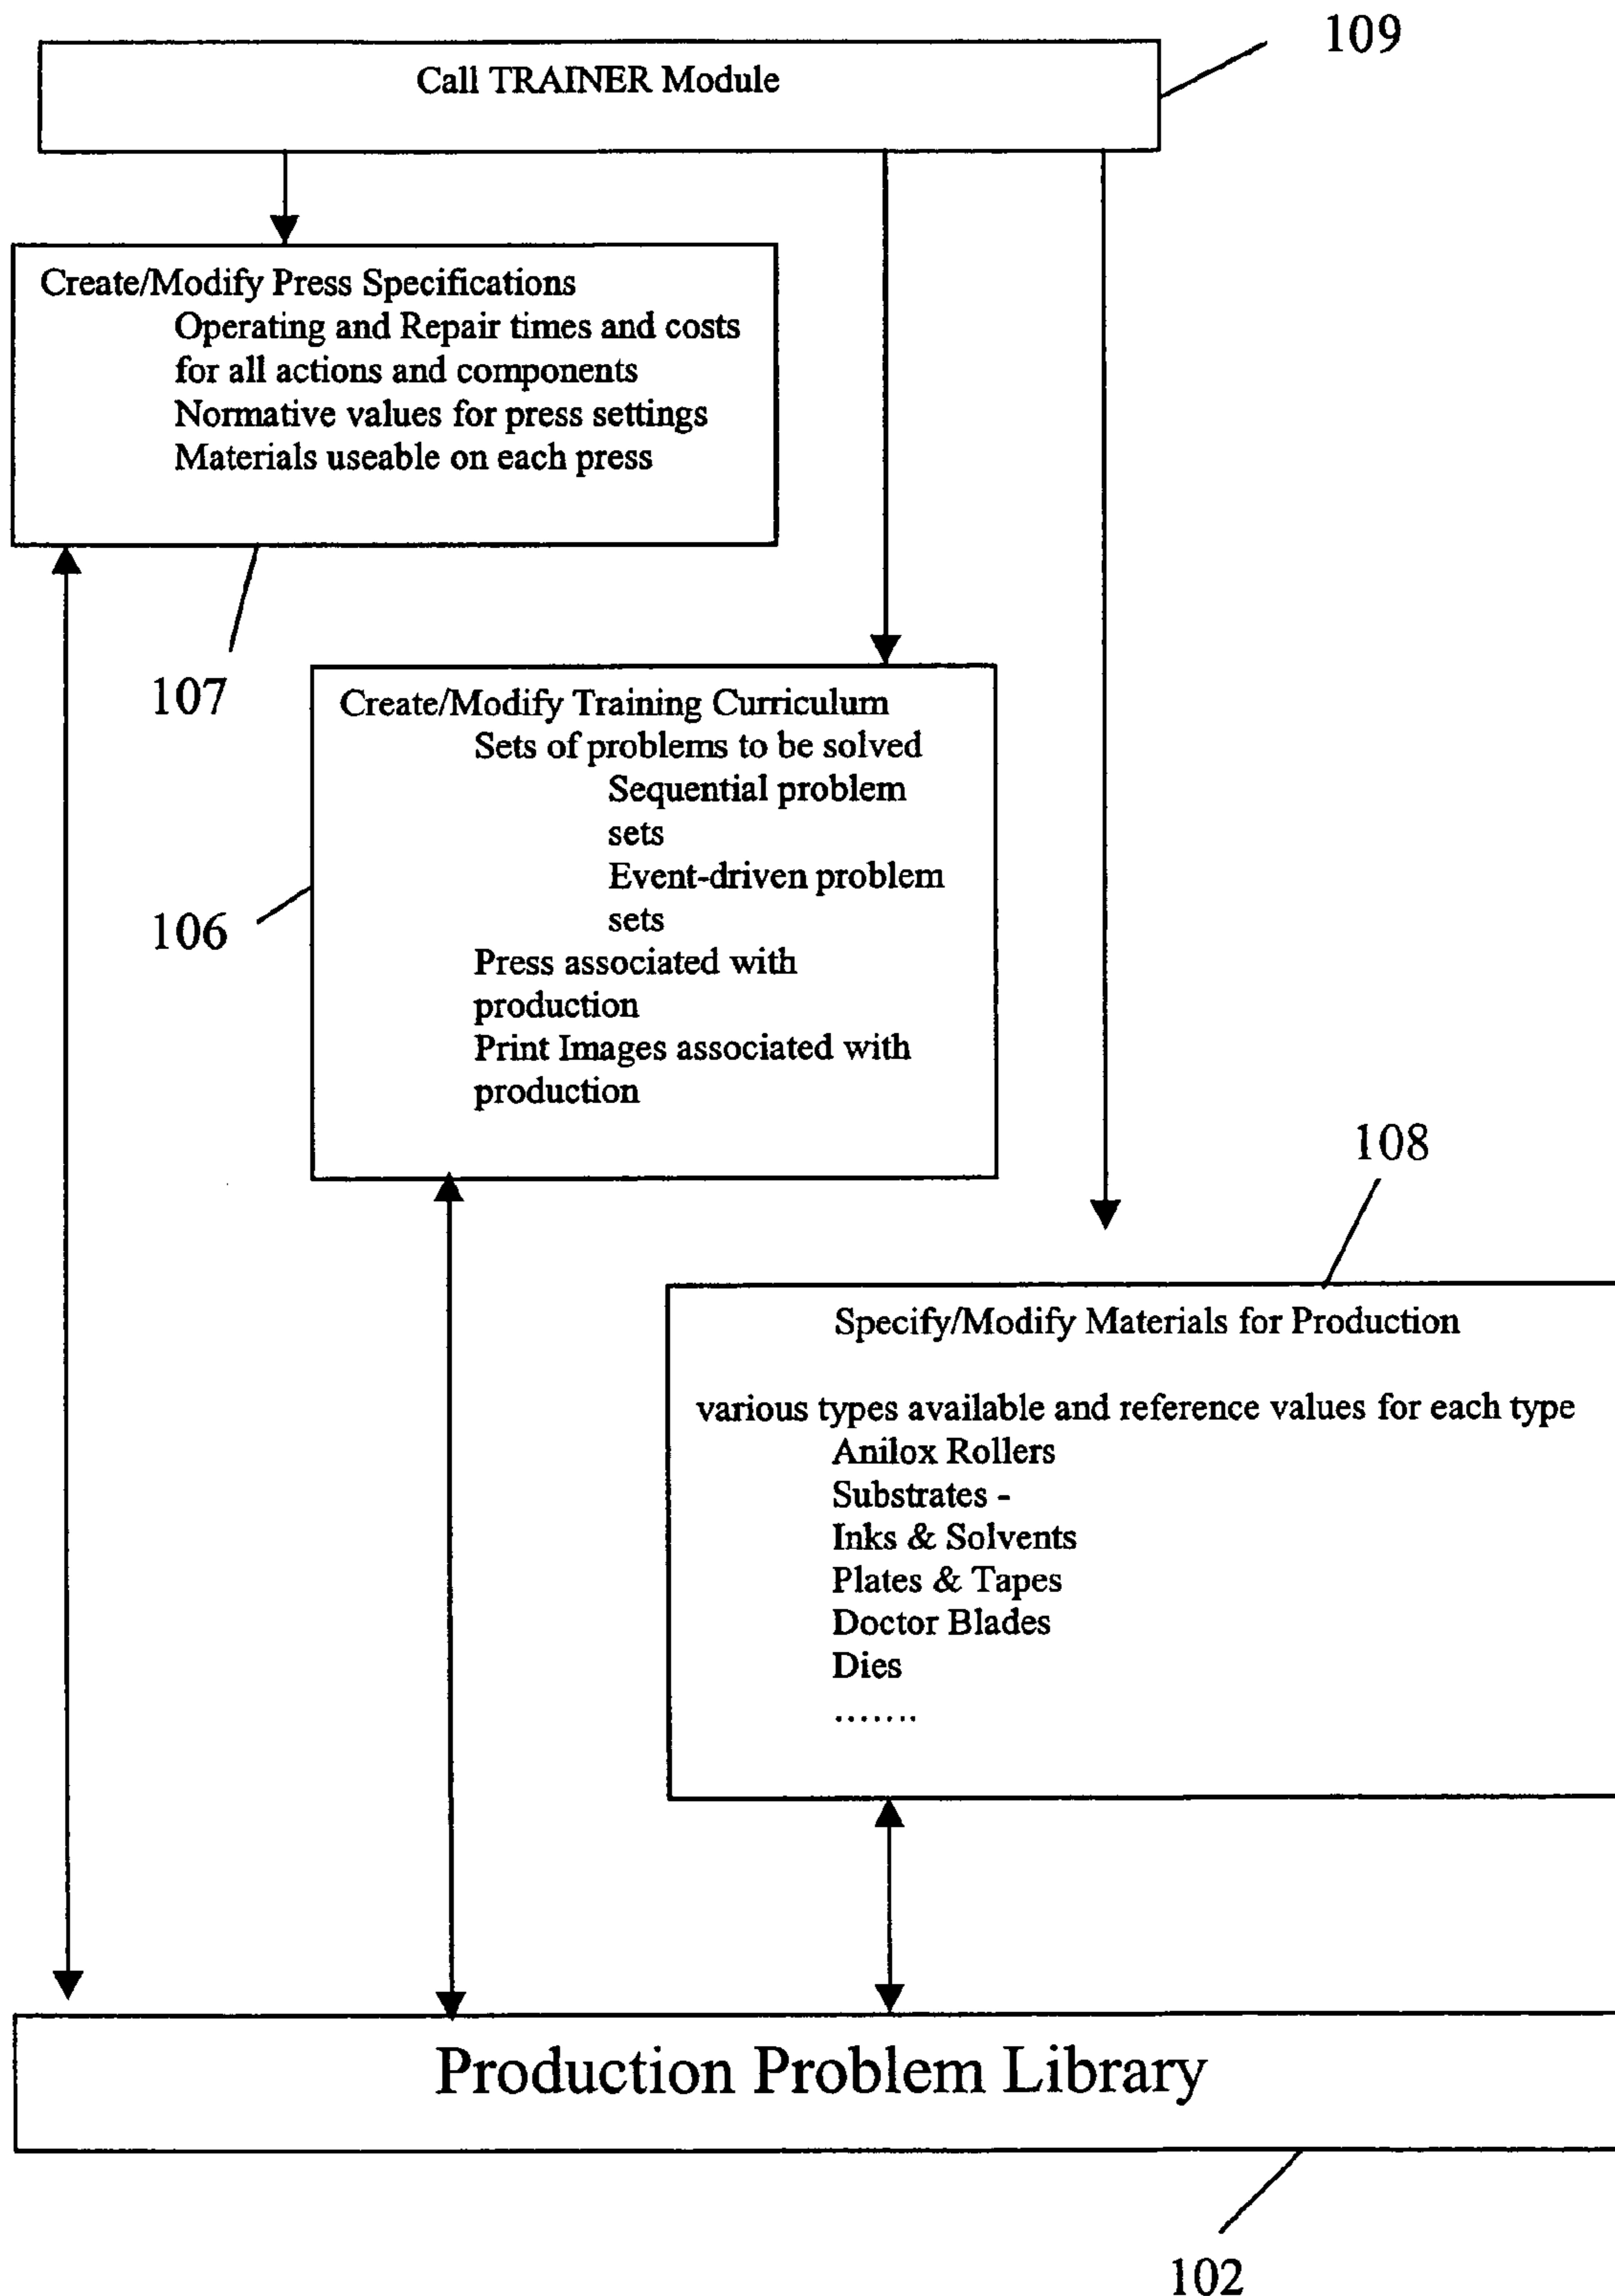 109
Call TRAINER Module
Create/Modify Press Specifications
Operating and Repair times and costs
for all actions and components
Normative values for press settings
Materials useable on each press
107
Create/Modify Training Curriculum
Sets of problems to be solved
Sequential problem
sets
Event-driven problem
sets
Press associated with
production
Print Images associated with
production
106
108
Specify/Modify Materials for Production
various types available and reference values for each type
Anilox Rollers
Substrates -
Inks & Solvents
Plates & Tapes
Doctor Blades
Dies
.......
Production Problem Library
102